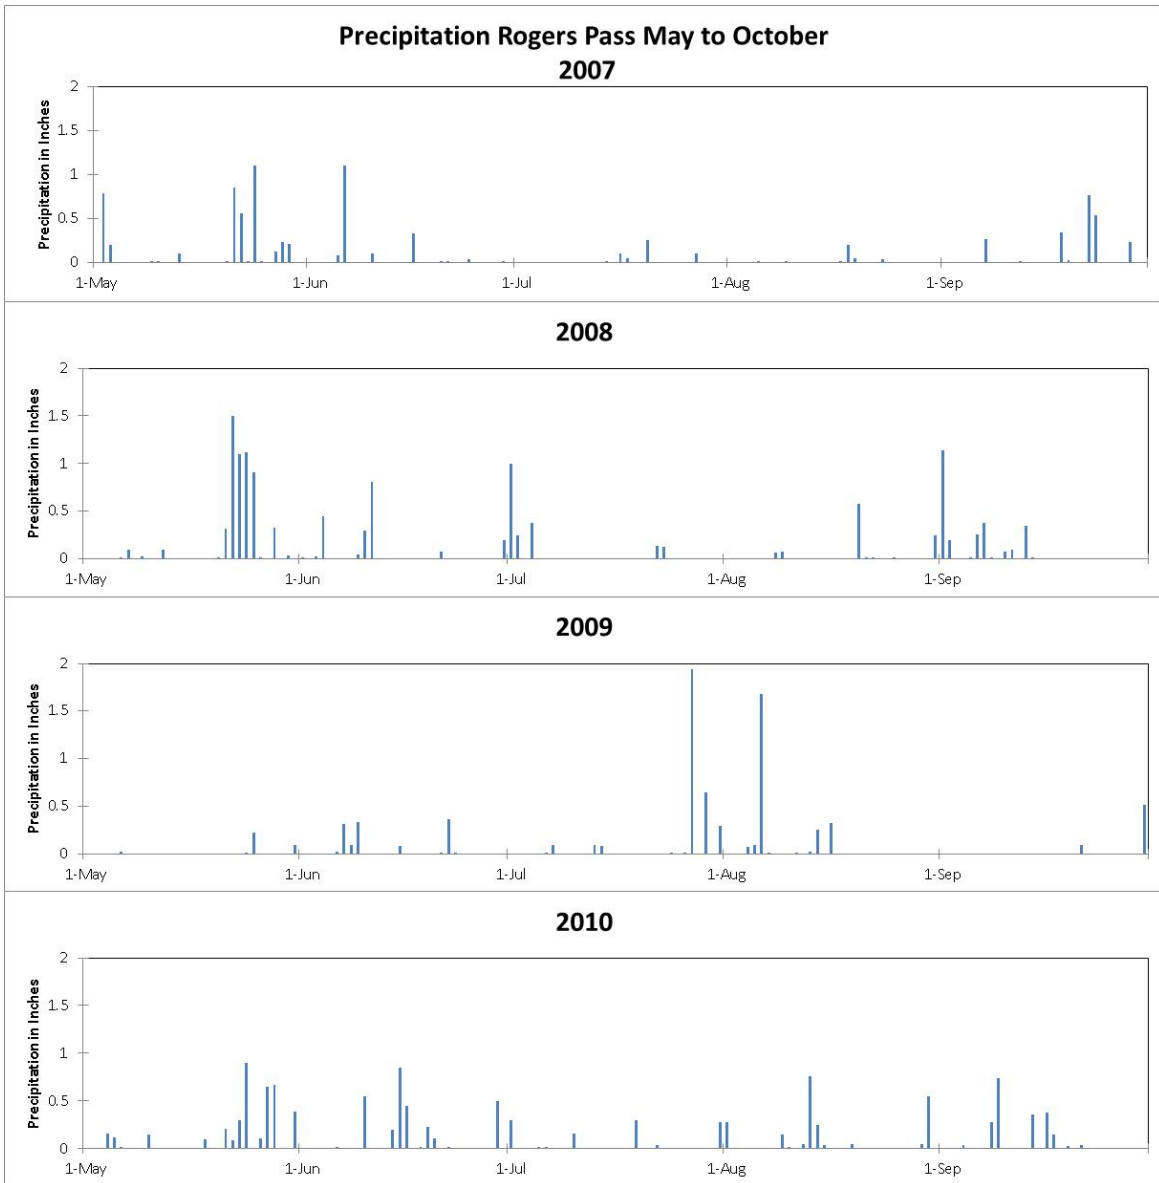 Precipitation Rogers Pass May to October
2007
Precipitation in Inches
2
1.5
1
0.5
0
1-May 1-Jun 1-Jul 1-Aug 1-Sep
2008
Precipitation in Inches
2
1.5
1
0.5
0
1-May 1-Jun 1-Jul 1-Aug 1-Sep
2009
Precipitation in Inches
2
1.5
1
0.5
0
1-May 1-Jun 1-Jul 1-Aug 1-Sep
2010
Precipitation in Inches
2
1.5
1
0.5
0
1-May 1-Jun 1-Jul 1-Aug 1-Sep